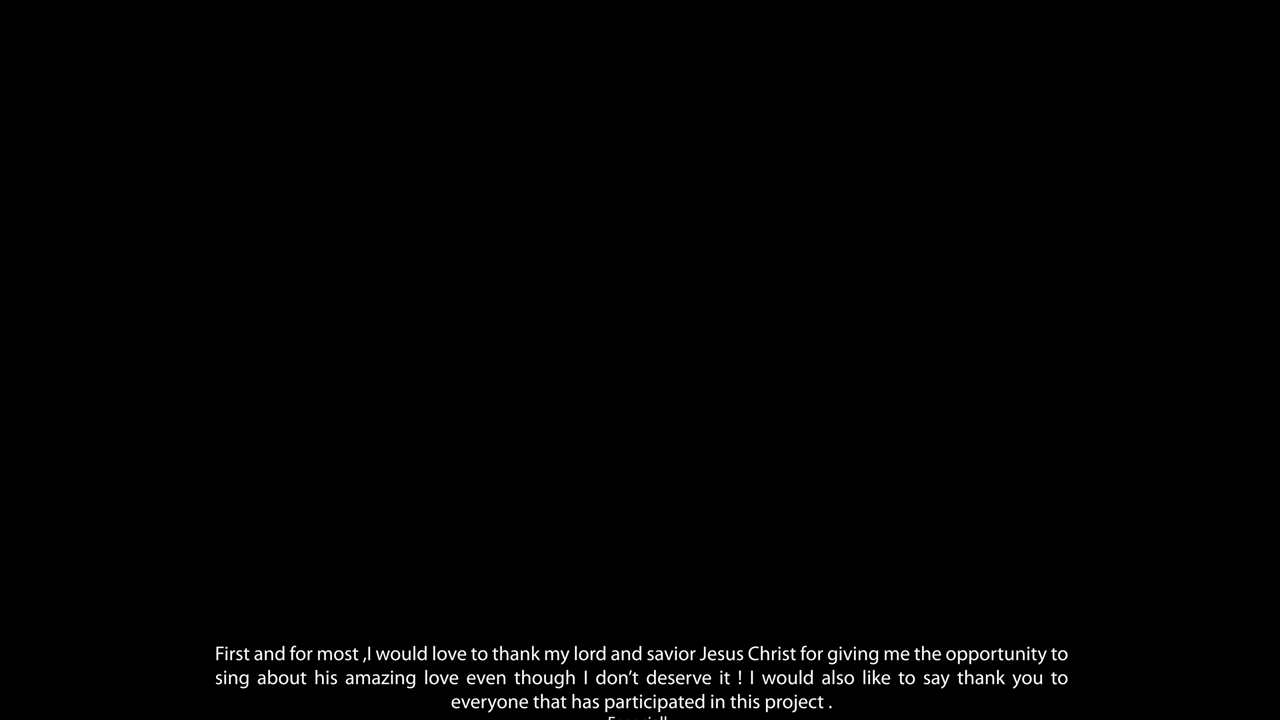 First and for most ,I would love to thank my lord and savior Jesus Christ for giving me the opportunity to
sing about his amazing love even though I don’t deserve it ! I would also like to say thank you to
everyone that has participated in this project .